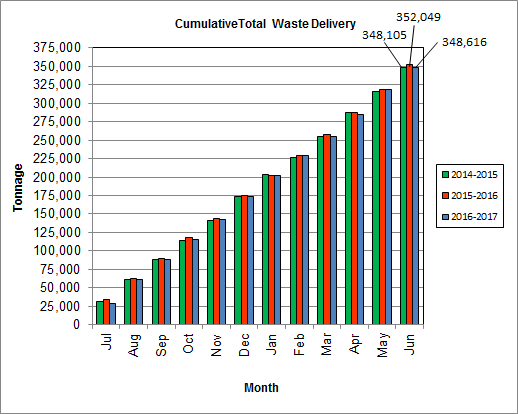 CumulativeTotal Waste Delivery
352,049
348,105
348,616
375,000
350,000
325,000
300,000
275,000
250,000
225,000
200,000
175,000
150,000
125,000
100,000
75,000
50,000
25,000
0
Tonnage
Jul
Aug
Sep
Oct
Nov
Dec
Jan
Feb
Mar
Apr
May
Jun
Month
2014-2015
2015-2016
2016-2017